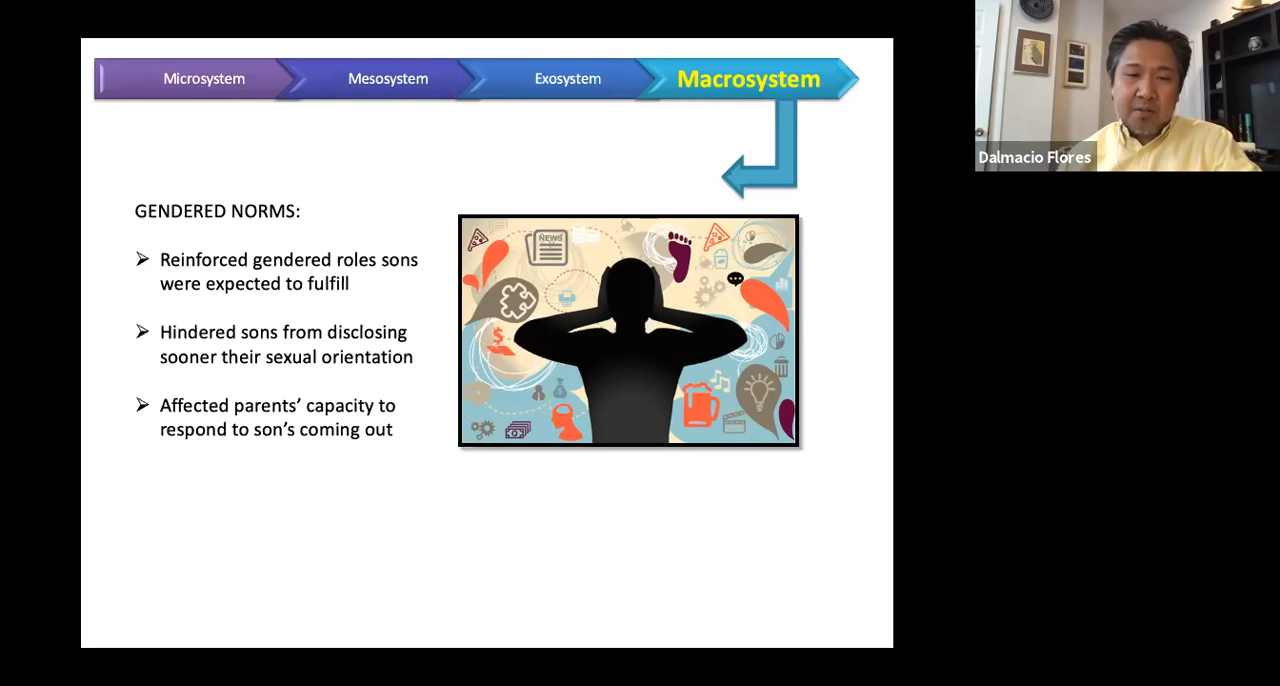 Microsystem
Mesosystem
Exosystem
Macrosystem
Dalmacio Flores
GENDERED NORMS:
Reinforced gendered roles sons
were expected to fulfill
Hindered sons from disclosing
sooner their sexual orientation
Affected parents’ capacity to
respond to son’s coming out
NEWS
$